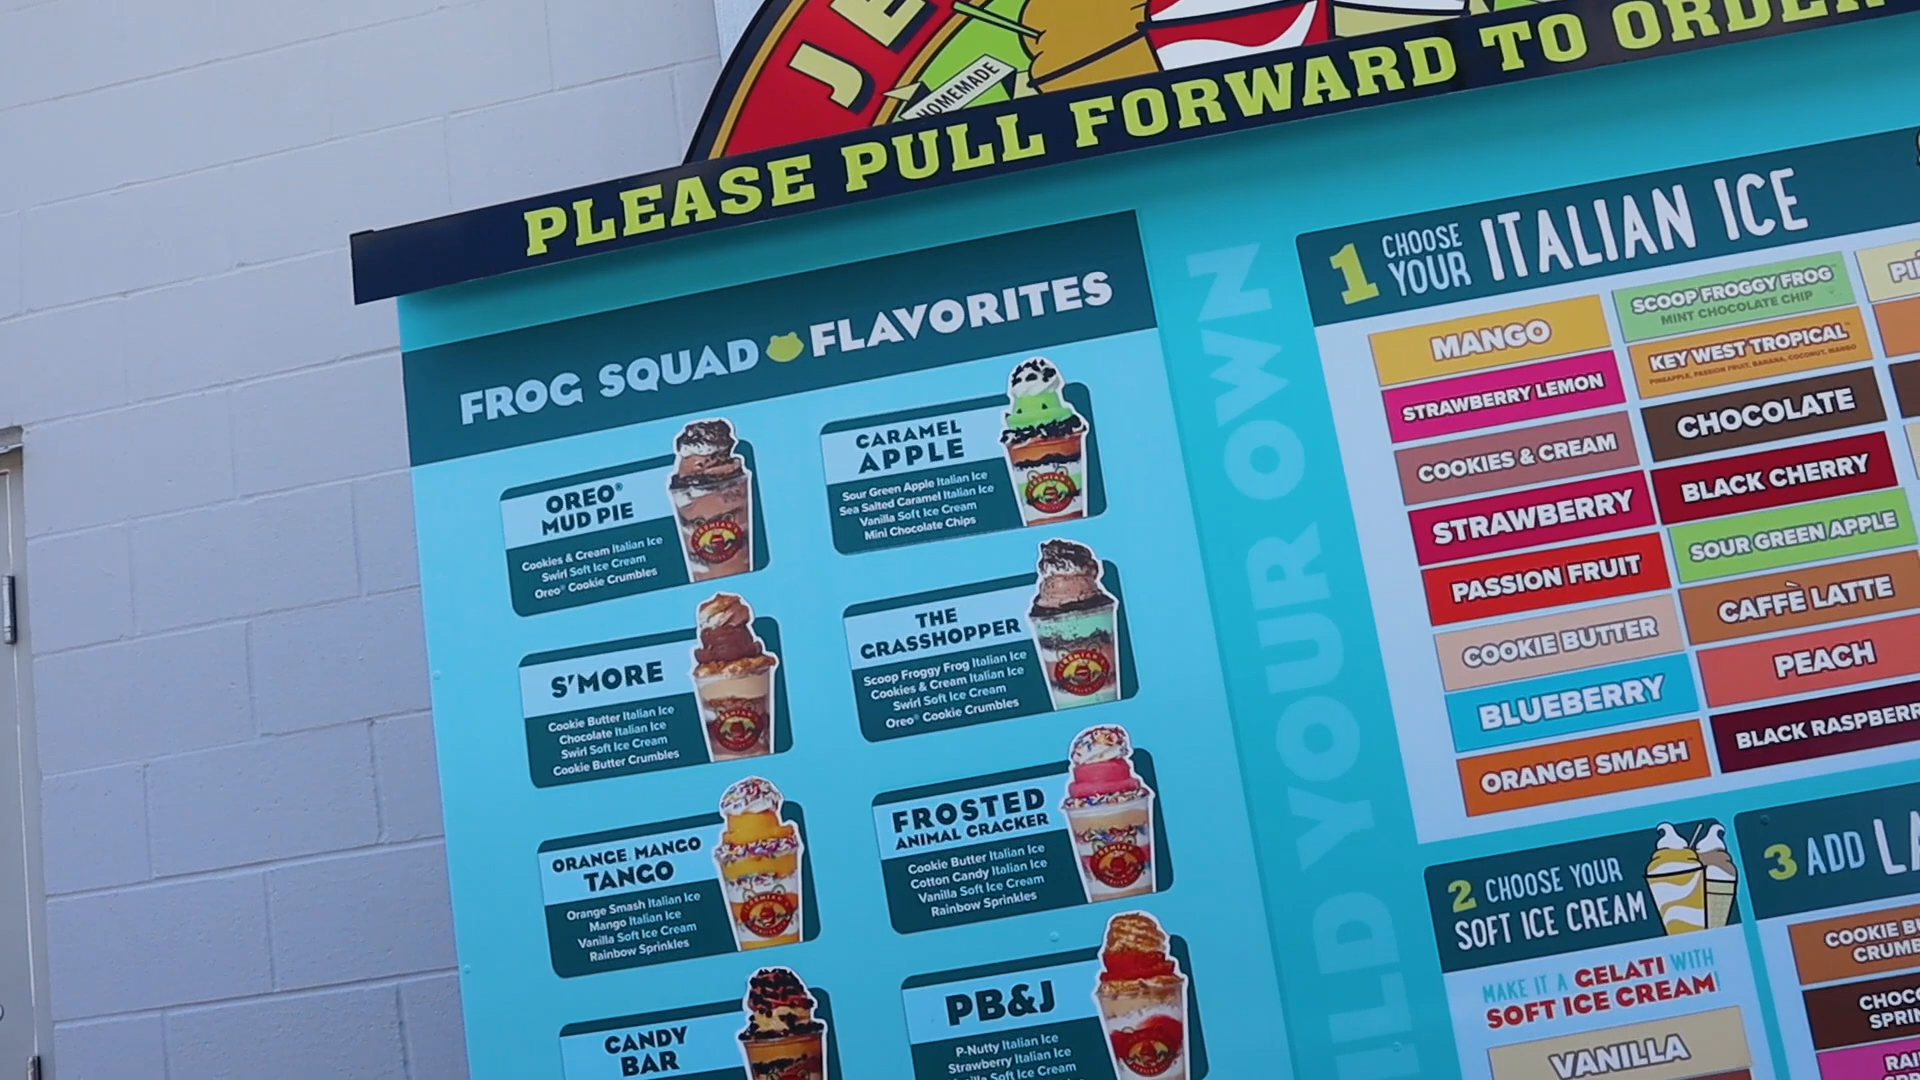 HOMEMADE
PLEASE PULL FORWARD TO ORDER
FROG SQUAD FLAVORITES
OREO®
MUD PIE
Cookies & Cream Italian Ice
Swirl Soft Ice Cream
Oreo® Cookie Crumbles
CARAMEL
APPLE
Sour Green Apple Italian Ice
Sea Salted Caramel Italian Ice
Vanilla Soft Ice Cream
Mini Chocolate Chips
S'MORE
Cookie Butter Italian Ice
Chocolate Italian Ice
Swirl Soft Ice Cream
Cookie Butter Crumbles
THE
GRASSHOPPER
Scoop Froggy Frog Italian Ice
Cookies & Cream Italian Ice
Swirl Soft Ice Cream
Oreo® Cookie Crumbles
ORANGE MANGO
TANGO
Orange Smash Italian Ice
Mango Italian Ice
Vanilla Soft Ice Cream
Rainbow Sprinkles
FROSTED
ANIMAL CRACKER
Cookie Butter Italian Ice
Cotton Candy Italian Ice
Vanilla Soft Ice Cream
Rainbow Sprinkles
CANDY
BAR
PB&J
P-Nutty Italian Ice
Strawberry Italian Ice
Soft Ice Cream
YOUR OWN
1 CHOOSE
YOUR ITALIAN ICE
MANGO
STRAWBERRY LEMON
COOKIES & CREAM
STRAWBERRY
PASSION FRUIT
COOKIE BUTTER
BLUEBERRY
ORANGE SMASH
SCOOP FROGGY FROG™
MINT CHOCOLATE CHIP
KEY WEST TROPICAL™
PINEAPPLE, PASSION FRUIT, BANANA, COCONUT, MANGO
CHOCOLATE
BLACK CHERRY
SOUR GREEN APPLE
CAFFÈ LATTE
PEACH
BLACK RASPBERR
2 CHOOSE YOUR
SOFT ICE CREAM
MAKE IT A GELATI WITH
SOFT ICE CREAM!
VANILLA
3 ADD
COOKIE